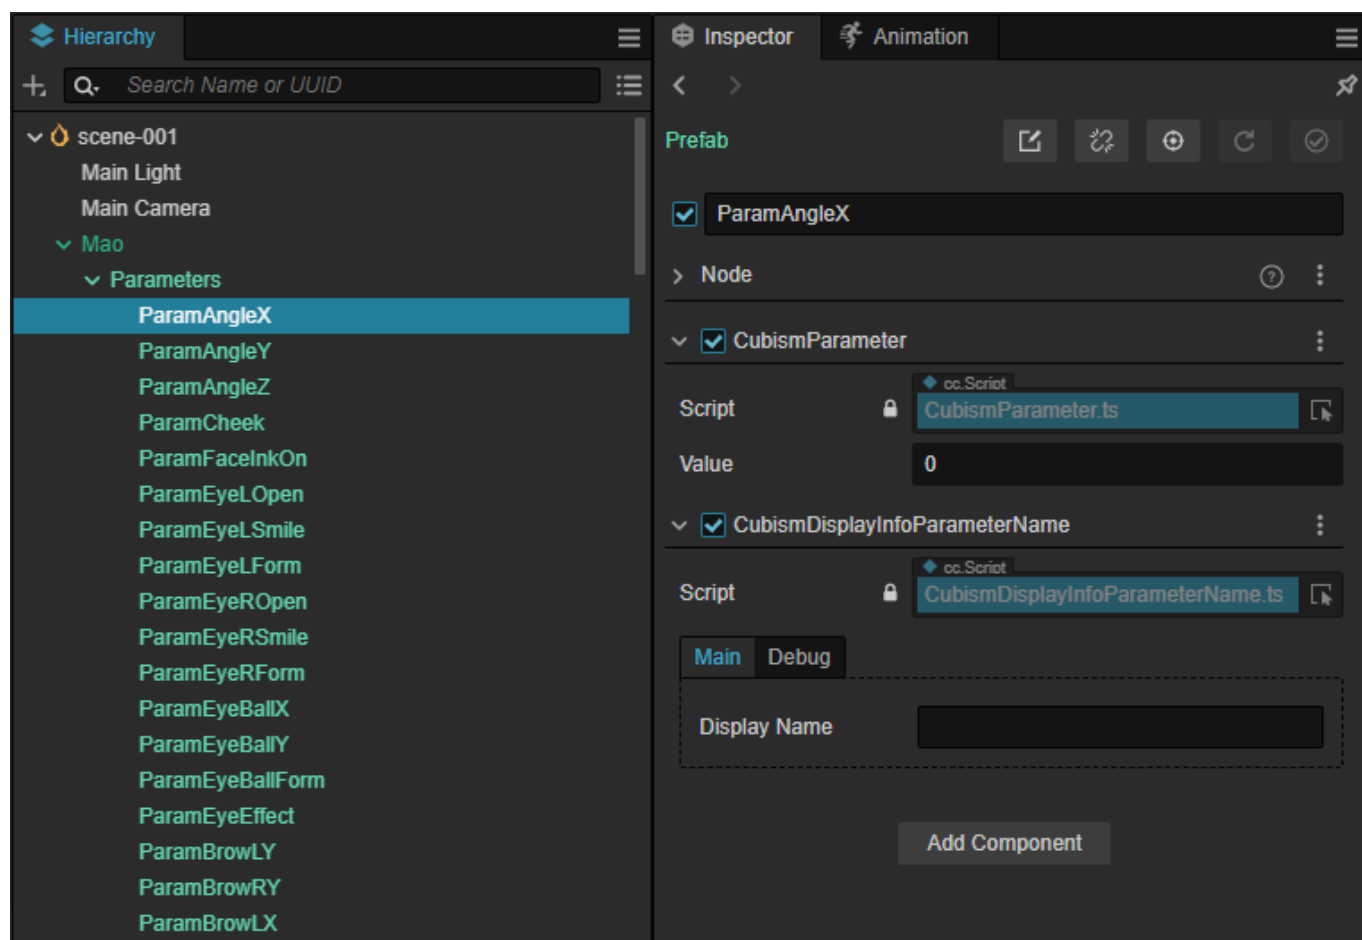 Hierarchy
Search Name or UUID
scene-001
Main Light
Main Camera
Mao
Parameters
ParamAngleX
ParamAngleY
ParamAngleZ
ParamCheek
ParamFaceInkOn
ParamEyeLOpen
ParamEyeLSmile
ParamEyeLForm
ParamEyeROpen
ParamEyeRSmile
ParamEyeRForm
ParamEyeBallX
ParamEyeBallY
ParamEyeBallForm
ParamEyeEffect
ParamBrowLY
ParamBrowRY
ParamBrowLX
Inspector
Animation
Prefab
ParamAngleX
Node
CubismParameter
cc.Script
Script
CubismParameter.ts
Value
0
CubismDisplayInfoParameterName
cc.Script
Script
CubismDisplayInfoParameterName.ts
Main
Debug
Display Name
Add Component